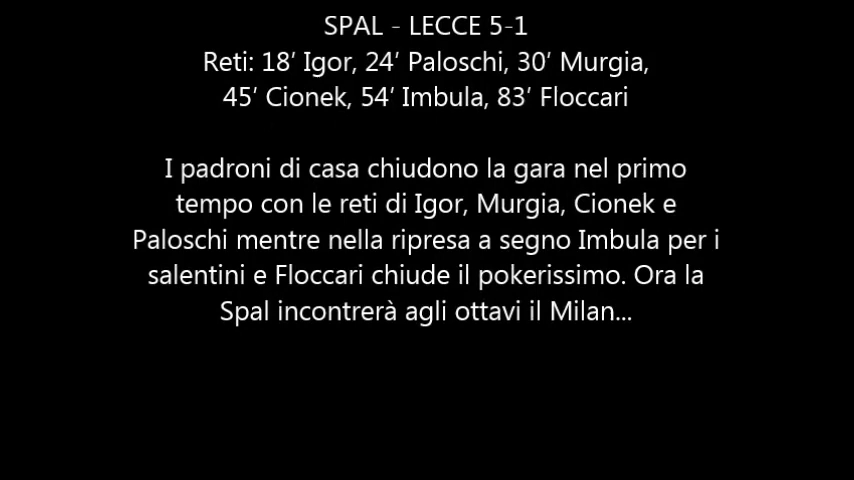 SPAL - LECCE 5-1
Reti: 18' Igor, 24' Paloschi, 30' Murgia,
45' Cionek, 54' Imbula, 83' Floccari
I padroni di casa chiudono la gara nel primo
tempo con le reti di Igor, Murgia, Cionek e
Paloschi mentre nella ripresa a segno Imbula per i
salentini e Floccari chiude il pokerissimo. Ora la
Spal incontrerà agli ottavi il Milan...